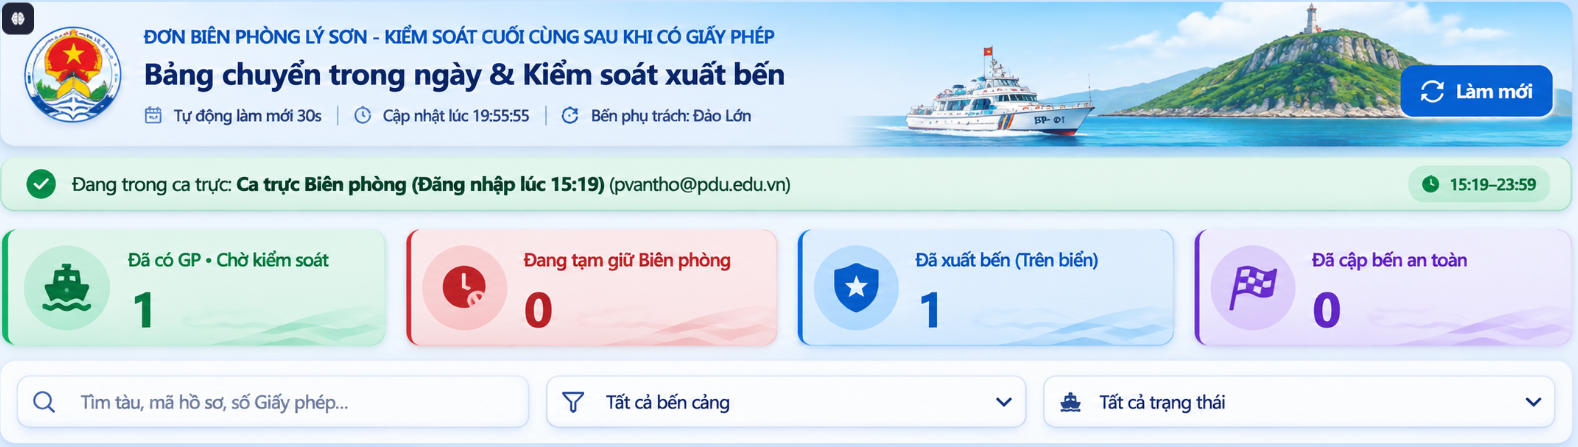 ĐƠN BIÊN PHÒNG LÝ SƠN - KIỂM SOÁT CUỐI CÙNG SAU KHI CÓ GIẤY PHÉP
Bảng chuyển trong ngày & Kiểm soát xuất bến
Tự động làm mới 30s
Cập nhật lúc 19:55:55
Bến phụ trách: Đảo Lớn
BP-01
Làm mới
Đang trong ca trực: Ca trực Biên phòng (Đăng nhập lúc 15:19) (pvantho@pdu.edu.vn)
15:19–23:59
Đã có GP • Chờ kiểm soát
1
Đang tạm giữ Biên phòng
0
Đã xuất bến (Trên biển)
1
Đã cập bến an toàn
0
Tìm tàu, mã hồ sơ, số Giấy phép...
Tất cả bến cảng
Tất cả trạng thái